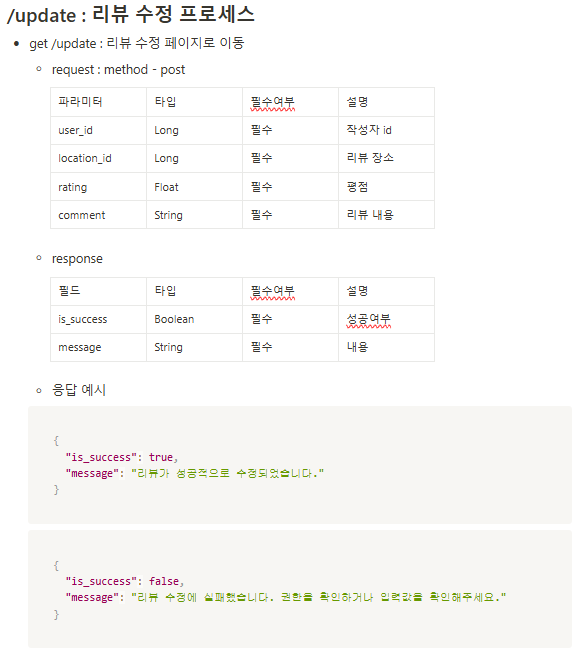 /update : 리뷰 수정 프로세스
get /update : 리뷰 수정 페이지로 이동
request : method - post
파라미터 타입 필수여부 설명
user_id Long 필수 작성자 id
location_id Long 필수 리뷰 장소
rating Float 필수 평점
comment String 필수 리뷰 내용
response
필드 타입 필수여부 설명
is_success Boolean 필수 성공여부
message String 필수 내용
응답 예시
{
"is_success": true,
"message": "리뷰가 성공적으로 수정되었습니다."
}
{
"is_success": false,
"message": "리뷰 수정에 실패했습니다. 권한을 확인하거나 입력값을 확인해주세요."
}